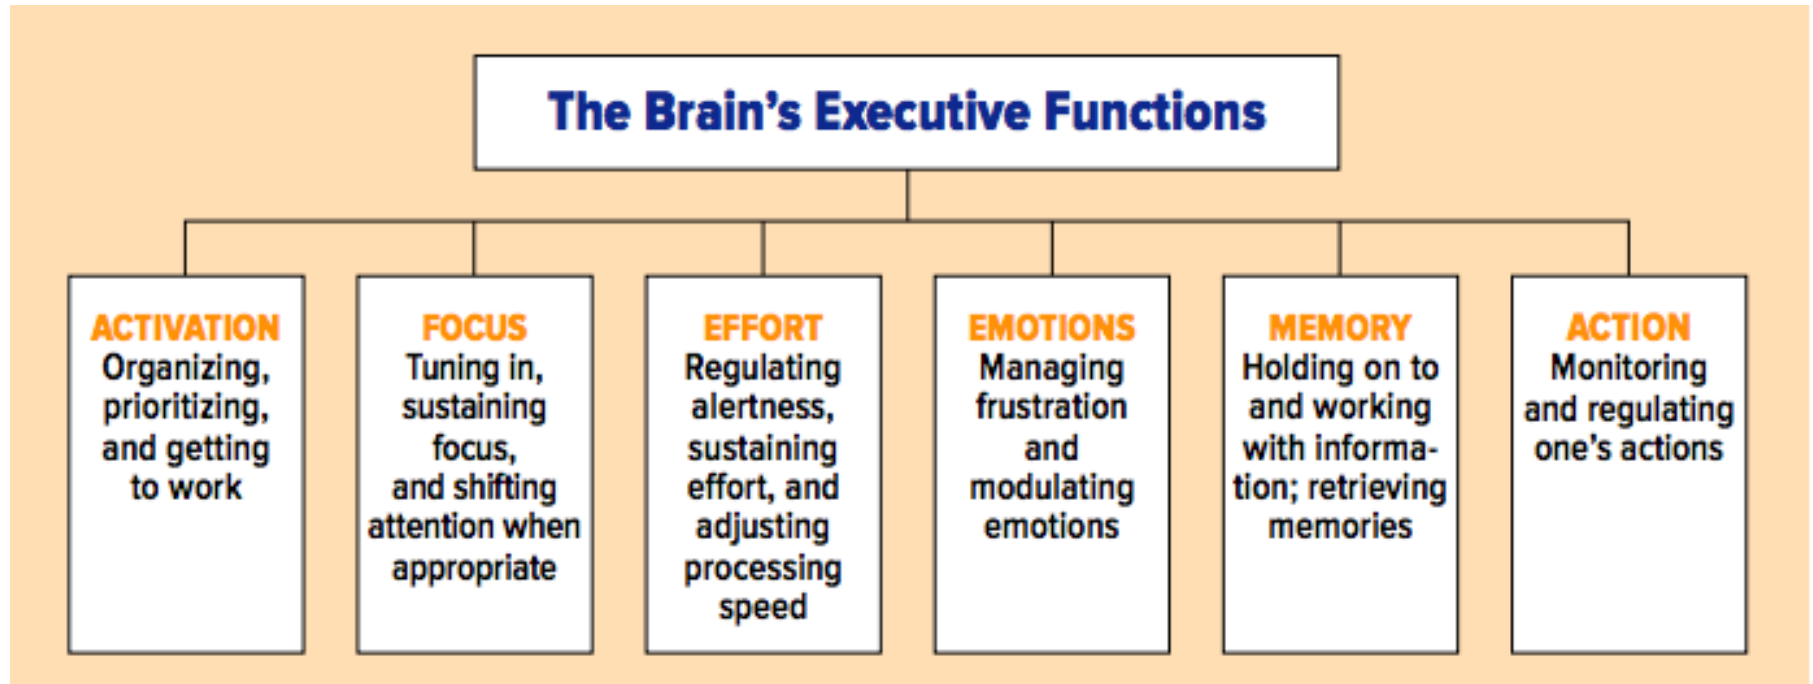 The Brain’s Executive Functions
ACTIVATION
Organizing,
prioritizing,
and getting
to work
FOCUS
Tuning in,
sustaining
focus,
and shifting
attention when
appropriate
EFFORT
Regulating
alertness,
sustaining
effort, and
adjusting
processing
speed
EMOTIONS
Managing
frustration
and
modulating
emotions
MEMORY
Holding on to
and working
with informa-
tion; retrieving
memories
ACTION
Monitoring
and regulating
one’s actions